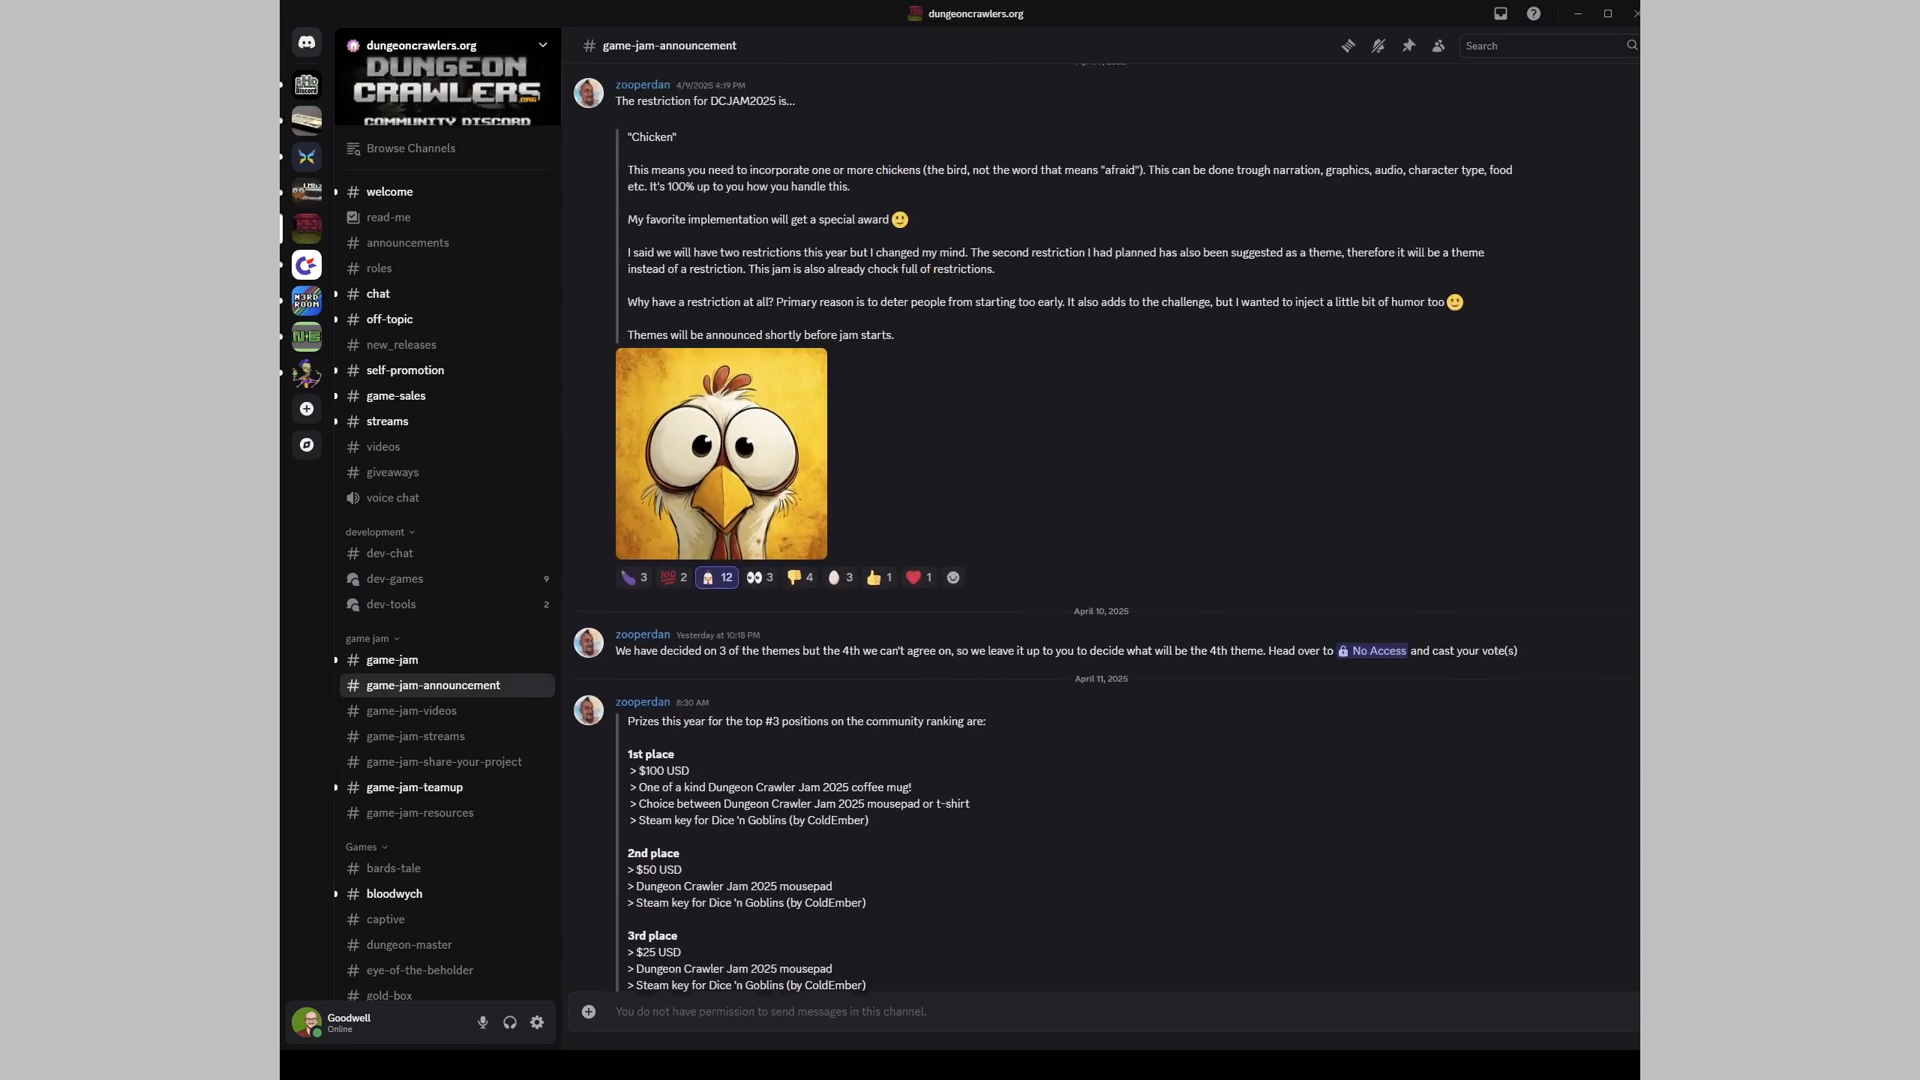 dungeoncrawlers.org
dungeoncrawlers.org
DUNGEON
CRAWLERS
.ORG
COMMUNITY DISCORD
Browse Channels
welcome
read-me
announcements
roles
chat
off-topic
new_releases
self-promotion
game-sales
streams
videos
giveaways
voice chat
development
dev-chat
dev-games 9
dev-tools 2
game jam
game-jam
game-jam-announcement
game-jam-videos
game-jam-streams
game-jam-share-your-project
game-jam-teamup
game-jam-resources
Games
bards-tale
bloodwych
captive
dungeon-master
eye-of-the-beholder
gold-box
Goodwell
Online
N3RD
ROOM
# game-jam-announcement
Search
zooperdan 4/9/2025 4:19 PM
The restriction for DCJAM2025 is...
"Chicken"
This means you need to incorporate one or more chickens (the bird, not the word that means "afraid"). This can be done trough narration, graphics, audio, character type, food
etc. It's 100% up to you how you handle this.
My favorite implementation will get a special award
I said we will have two restrictions this year but I changed my mind. The second restriction I had planned has also been suggested as a theme, therefore it will be a theme
instead of a restriction. This jam is also already chock full of restrictions.
Why have a restriction at all? Primary reason is to deter people from starting too early. It also adds to the challenge, but I wanted to inject a little bit of humor too
Themes will be announced shortly before jam starts.
3 2 12 3 4 3 1 1
April 10, 2025
zooperdan Yesterday at 10:18 PM
We have decided on 3 of the themes but the 4th we can't agree on, so we leave it up to you to decide what will be the 4th theme. Head over to No Access and cast your vote(s)
April 11, 2025
zooperdan 8:30 AM
Prizes this year for the top #3 positions on the community ranking are:
1st place
> $100 USD
> One of a kind Dungeon Crawler Jam 2025 coffee mug!
> Choice between Dungeon Crawler Jam 2025 mousepad or t-shirt
> Steam key for Dice 'n Goblins (by ColdEmber)
2nd place
> $50 USD
> Dungeon Crawler Jam 2025 mousepad
> Steam key for Dice 'n Goblins (by ColdEmber)
3rd place
> $25 USD
> Dungeon Crawler Jam 2025 mousepad
> Steam key for Dice 'n Goblins (by ColdEmber)
You do not have permission to send messages in this channel.